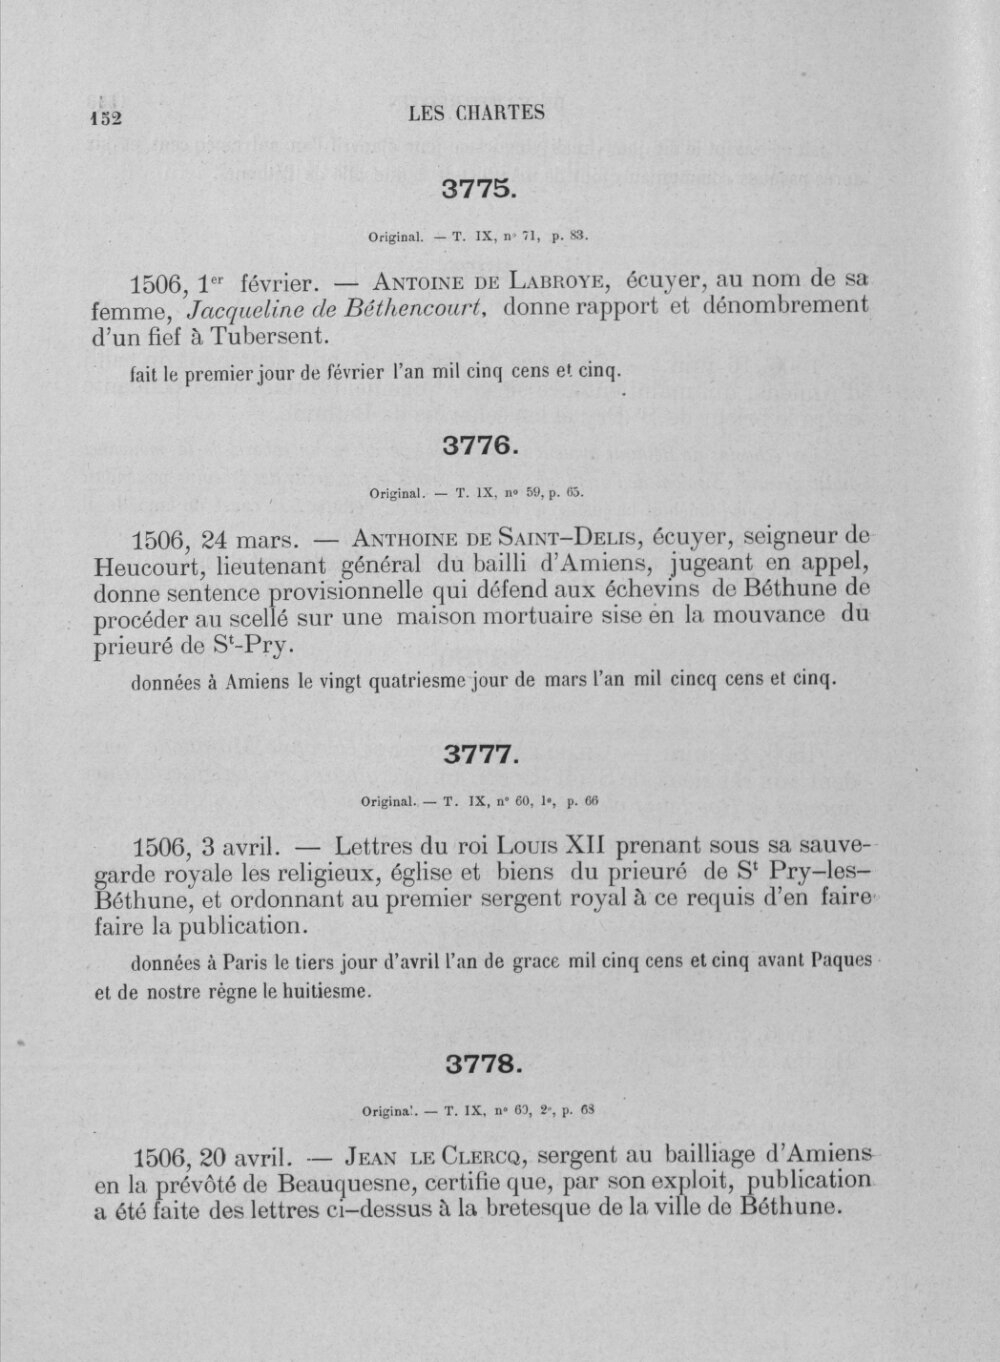 152
LES CHARTES
3775.
Original. — T. IX, n° 71, p. 83.
1506, 1er février. — Antoine de Labroye, écuyer, au nom de sa
femme, Jacqueline de Béthencourt, donne rapport et dénombrement
d'un fief à Tubersent.
fait le premier jour de février l'an mil cinq cens et cinq.
3776.
Original. — T. IX, n° 59, p. 65.
1506, 24 mars. — Anthoine de Saint-Delis, écuyer, seigneur de
Heucourt, lieutenant général du bailli d'Amiens, jugeant en appel,
donne sentence provisionnelle qui défend aux échevins de Béthune de
procéder au scellé sur une maison mortuaire sise en la mouvance du
prieuré de St-Pry.
données à Amiens le vingt quatriesme jour de mars l'an mil cincq cens et cinq.
3777.
Original. — T. IX, n° 60, 1°, p. 66
1506, 3 avril. — Lettres du roi Louis XII prenant sous sa sauve-
garde royale les religieux, église et biens du prieuré de St Pry-les-
Béthune, et ordonnant au premier sergent royal à ce requis d'en faire
faire la publication.
données à Paris le tiers jour d'avril l'an de grace mil cinq cens et cinq avant Paques
et de nostre règne le huitiesme.
3778.
Original. — T. IX, n° 60, 2°, p. 68
1506, 20 avril. — Jean le Clercq, sergent au bailliage d'Amiens
en la prévôté de Beauquesne, certifie que, par son exploit, publication
a été faite des lettres ci-dessus à la bretesque de la ville de Béthune.